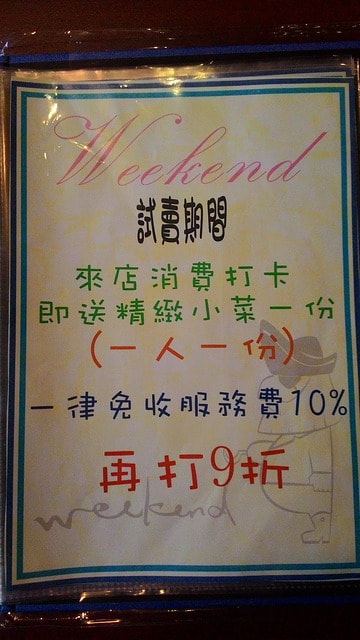 Weekend
試賣期間
來店消費打卡
即送精緻小菜一份
(一人一份)
一律免收服務費10%
再打9折
weekend